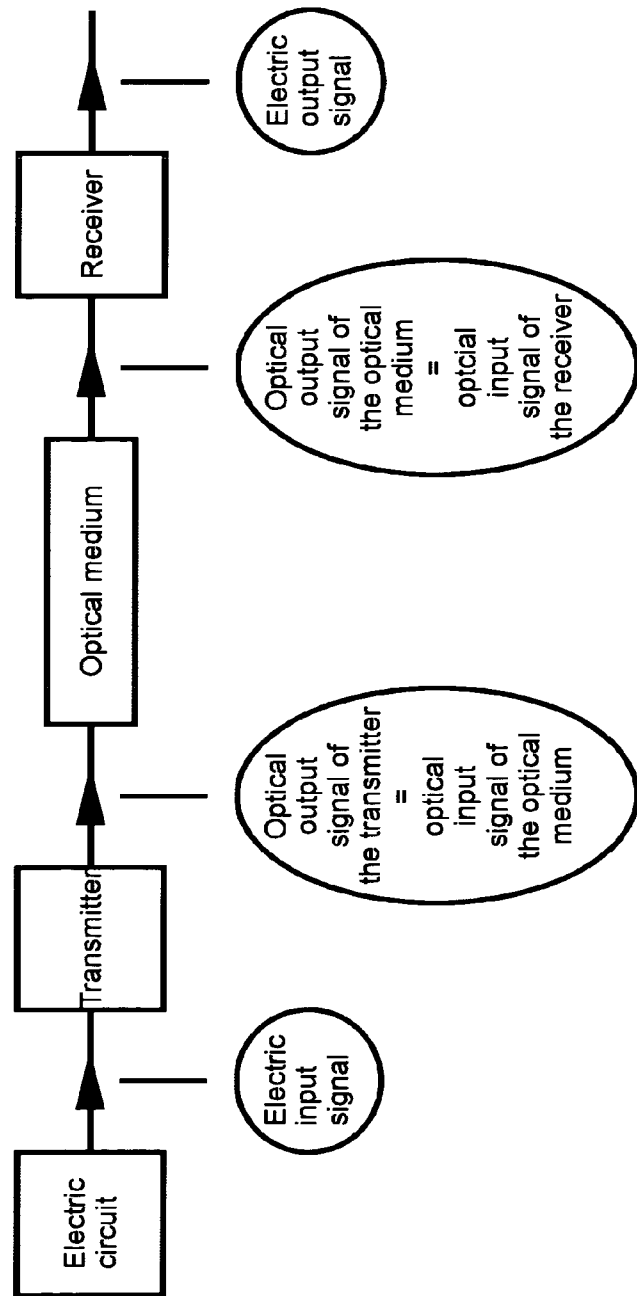 Electric
circuit
Transmitter
Optical medium
Receiver
Electric
input
signal
Optical
output
signal of
the transmitter
=
optical
input
signal of
the optical
medium
Optical
output
signal of
the optical
medium
=
optcial
input
signal of
the receiver
Electric
output
signal